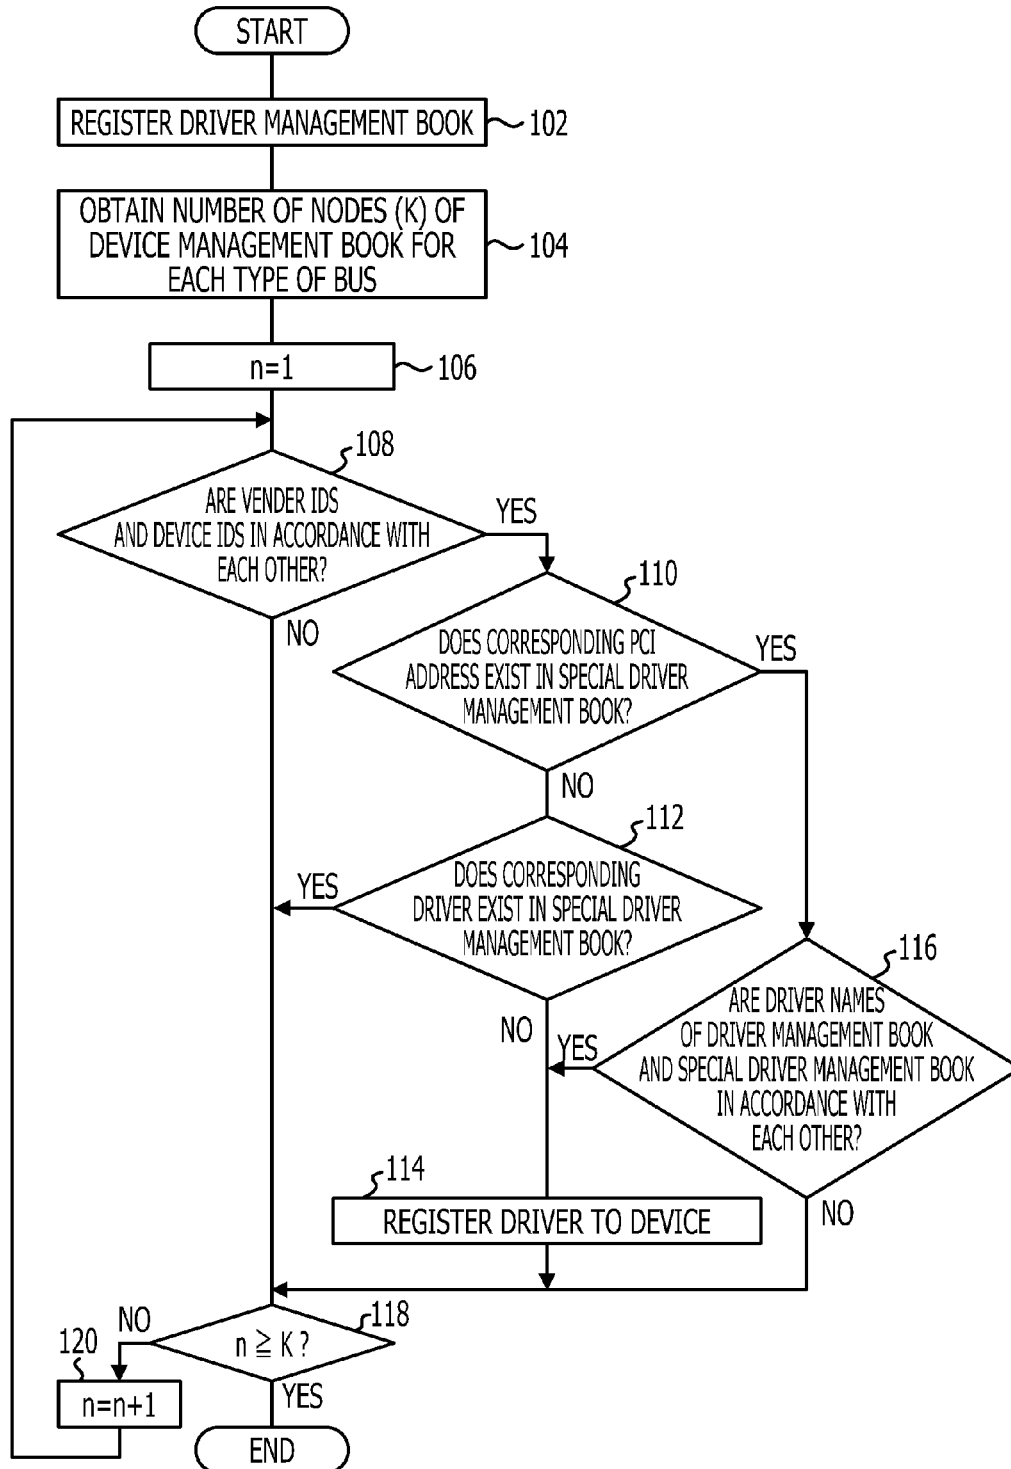 START
REGISTER DRIVER MANAGEMENT BOOK
102
OBTAIN NUMBER OF NODES (K) OF
DEVICE MANAGEMENT BOOK FOR
EACH TYPE OF BUS
104
n=1
106
108
ARE VENDER IDS
AND DEVICE IDS IN ACCORDANCE WITH
EACH OTHER?
YES
NO
110
DOES CORRESPONDING PCI
ADDRESS EXIST IN SPECIAL DRIVER
MANAGEMENT BOOK?
YES
NO
112
DOES CORRESPONDING
DRIVER EXIST IN SPECIAL DRIVER
MANAGEMENT BOOK?
YES
NO
116
ARE DRIVER NAMES
OF DRIVER MANAGEMENT BOOK
AND SPECIAL DRIVER MANAGEMENT BOOK
IN ACCORDANCE WITH
EACH OTHER?
YES
NO
114
REGISTER DRIVER TO DEVICE
118
n ≧ K ?
NO
YES
120
n=n+1
END